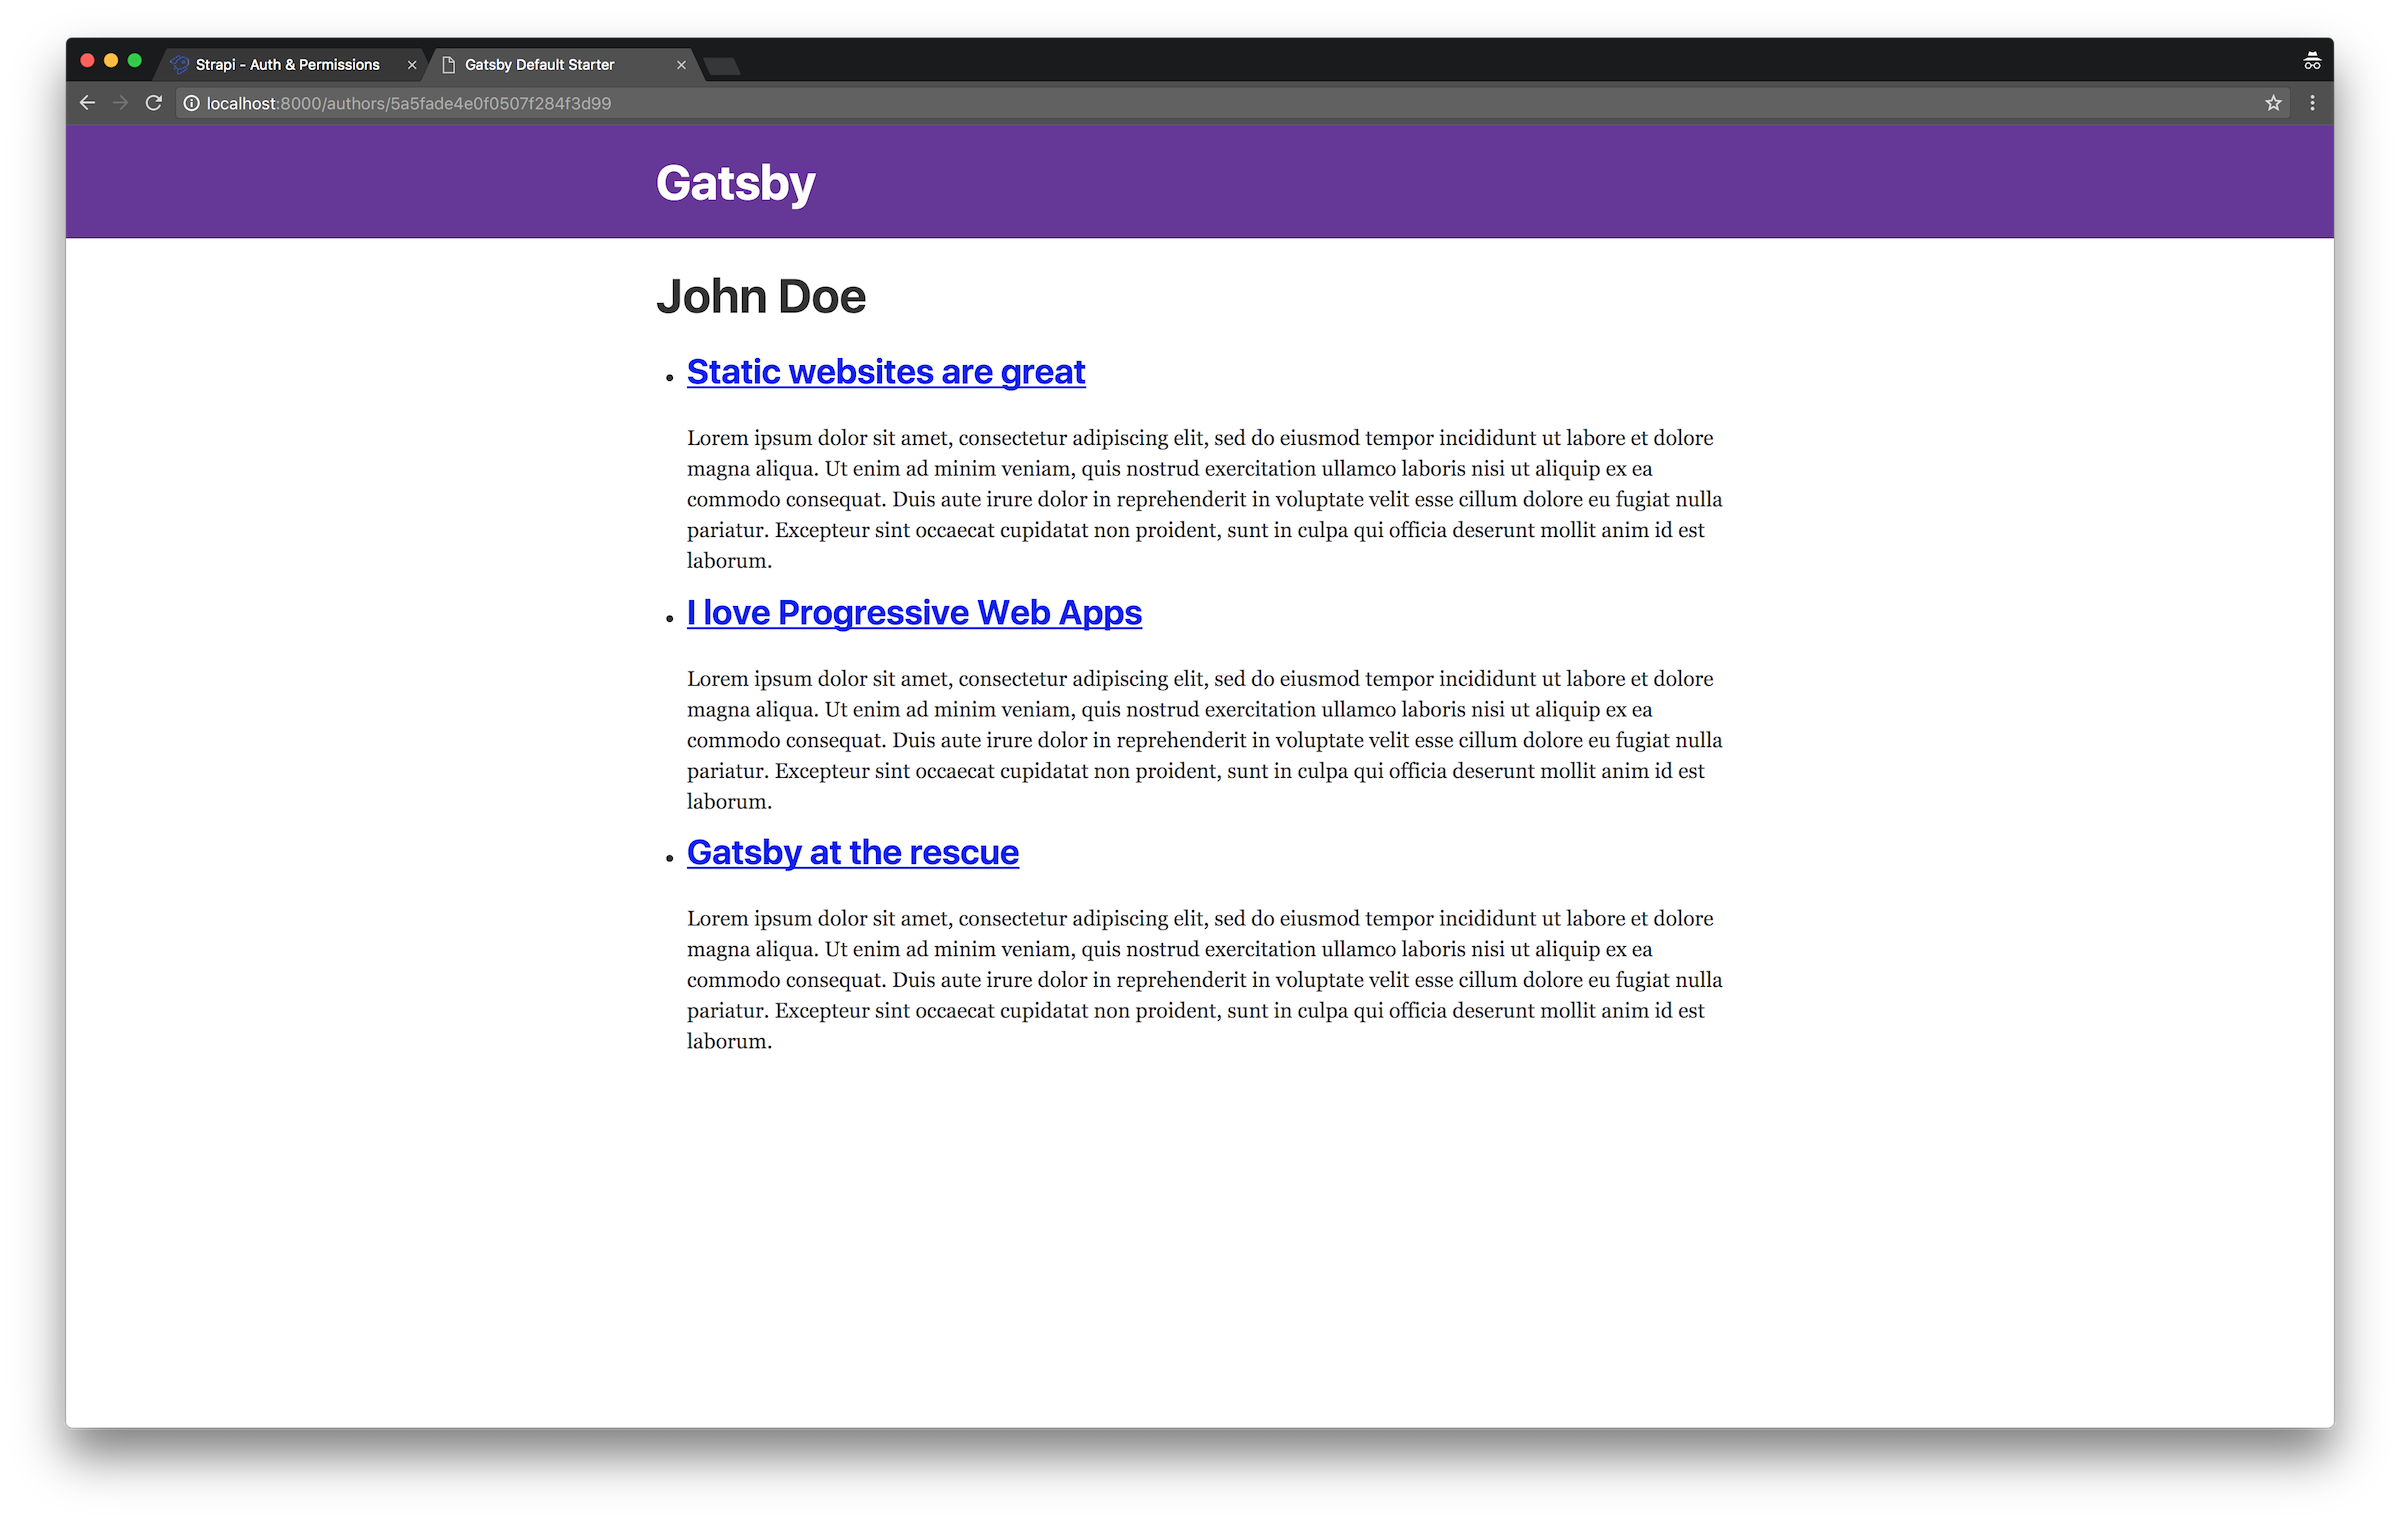 Strapi - Auth & Permissions
Gatsby Default Starter
localhost:8000/authors/5a5fade4e0f0507f284f3d99
Gatsby
John Doe
Static websites are great
Lorem ipsum dolor sit amet, consectetur adipiscing elit, sed do eiusmod tempor incididunt ut labore et dolore
magna aliqua. Ut enim ad minim veniam, quis nostrud exercitation ullamco laboris nisi ut aliquip ex ea
commodo consequat. Duis aute irure dolor in reprehenderit in voluptate velit esse cillum dolore eu fugiat nulla
pariatur. Excepteur sint occaecat cupidatat non proident, sunt in culpa qui officia deserunt mollit anim id est
laborum.
I love Progressive Web Apps
Lorem ipsum dolor sit amet, consectetur adipiscing elit, sed do eiusmod tempor incididunt ut labore et dolore
magna aliqua. Ut enim ad minim veniam, quis nostrud exercitation ullamco laboris nisi ut aliquip ex ea
commodo consequat. Duis aute irure dolor in reprehenderit in voluptate velit esse cillum dolore eu fugiat nulla
pariatur. Excepteur sint occaecat cupidatat non proident, sunt in culpa qui officia deserunt mollit anim id est
laborum.
Gatsby at the rescue
Lorem ipsum dolor sit amet, consectetur adipiscing elit, sed do eiusmod tempor incididunt ut labore et dolore
magna aliqua. Ut enim ad minim veniam, quis nostrud exercitation ullamco laboris nisi ut aliquip ex ea
commodo consequat. Duis aute irure dolor in reprehenderit in voluptate velit esse cillum dolore eu fugiat nulla
pariatur. Excepteur sint occaecat cupidatat non proident, sunt in culpa qui officia deserunt mollit anim id est
laborum.